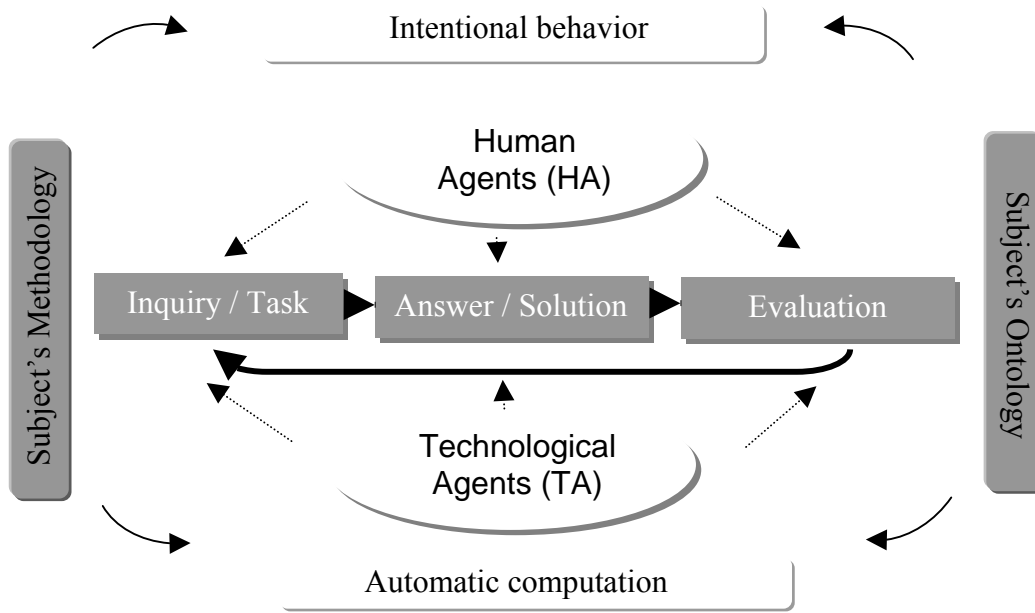 Intentional behavior
Human
Agents (HA)
Subject’s Methodology
Subject’s Ontology
Inquiry / Task
Answer / Solution
Evaluation
Technological
Agents (TA)
Automatic computation